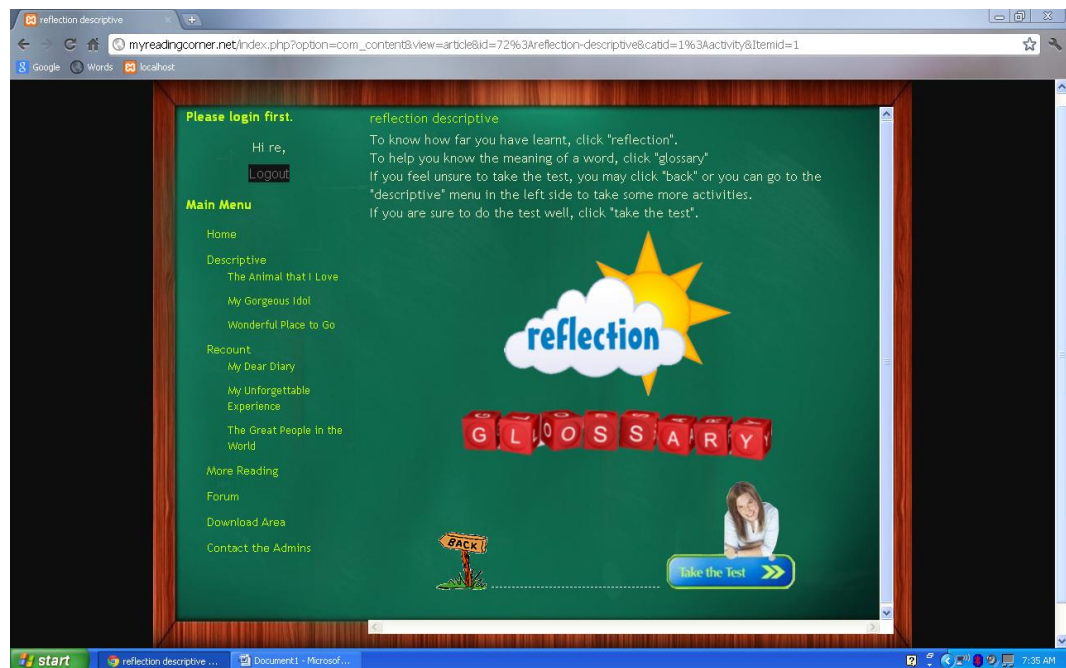 reflection descriptive
myreadingcorner.net/index.php?option=com_content&view=article&id=72%3Areflection-descriptive&catid=1%3Aactivity&Itemid=1
Google Words localhost
Please login first.
Hi re,
Logout
Main Menu
Home
Descriptive
The Animal that I Love
My Gorgeous Idol
Wonderful Place to Go
Recount
My Dear Diary
My Unforgettable
Experience
The Great People in the
World
More Reading
Forum
Download Area
Contact the Admins
reflection descriptive
To know how far you have learnt, click "reflection".
To help you know the meaning of a word, click "glossary"
If you feel unsure to take the test, you may click "back" or you can go to the
"descriptive" menu in the left side to take some more activities.
If you are sure to do the test well, click "take the test".
reflection
GLOSSARY
BACK
Take the Test
start
reflection descriptive ...
Document1 - Microsof...
7:35 AM